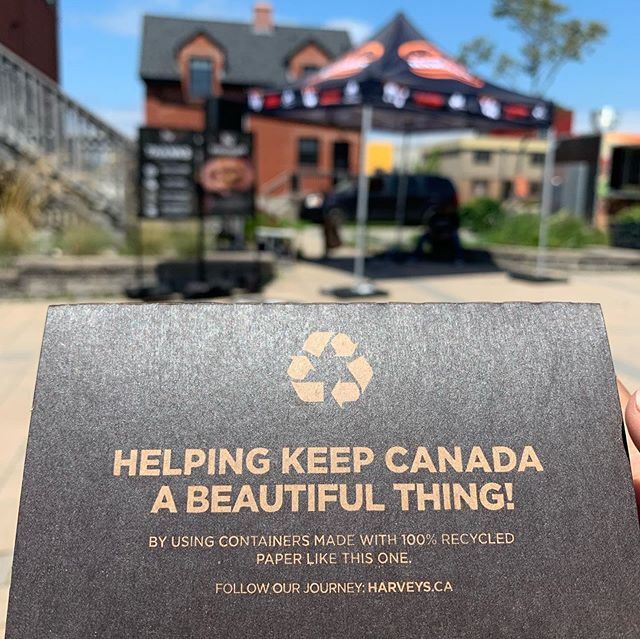 HELPING KEEP CANADA
A BEAUTIFUL THING!
BY USING CONTAINERS MADE WITH 100% RECYCLED
PAPER LIKE THIS ONE.
FOLLOW OUR JOURNEY: HARVEYS.CA